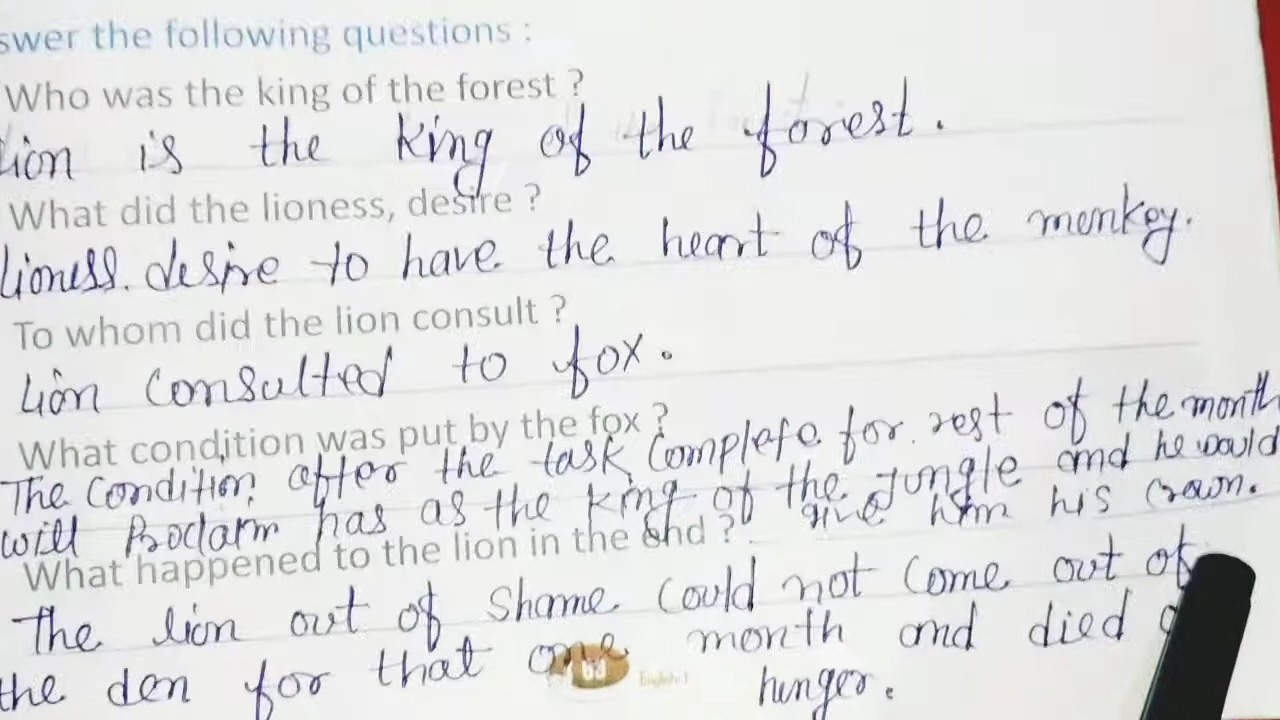 swer the following questions :
Who was the king of the forest ?
lion is the king of the forest.
What did the lioness, desire ?
lioness. desire to have the heart of the monkey.
To whom did the lion consult ?
Lion consulted to fox.
What condition was put by the fox ?
The condition after the task complete for rest of the month
will Proclaim has as the king of the Jungle and he would
give him his crown.
What happened to the lion in the end ?
The lion out of shame could not come out of
the den for that one month and died
hunger.
English-1